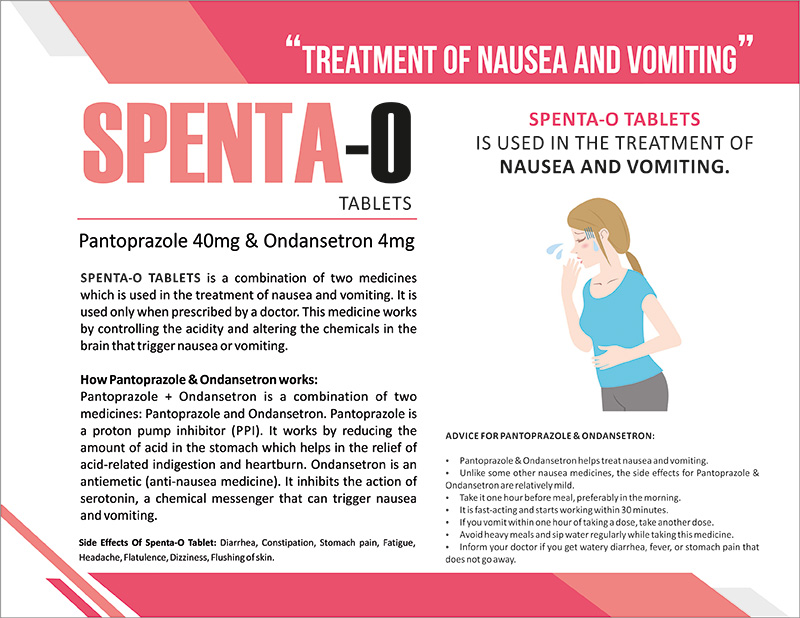 “TREATMENT OF NAUSEA AND VOMITING”
SPENTA-O
TABLETS
Pantoprazole 40mg & Ondansetron 4mg
SPENTA-O TABLETS is a combination of two medicines
which is used in the treatment of nausea and vomiting. It is
used only when prescribed by a doctor. This medicine works
by controlling the acidity and altering the chemicals in the
brain that trigger nausea or vomiting.
How Pantoprazole & Ondansetron works:
Pantoprazole + Ondansetron is a combination of two
medicines: Pantoprazole and Ondansetron. Pantoprazole is
a proton pump inhibitor (PPI). It works by reducing the
amount of acid in the stomach which helps in the relief of
acid-related indigestion and heartburn. Ondansetron is an
antiemetic (anti-nausea medicine). It inhibits the action of
serotonin, a chemical messenger that can trigger nausea
and vomiting.
Side Effects Of Spenta-O Tablet: Diarrhea, Constipation, Stomach pain, Fatigue,
Headache, Flatulence, Dizziness, Flushing of skin.
SPENTA-O TABLETS
IS USED IN THE TREATMENT OF
NAUSEA AND VOMITING.
ADVICE FOR PANTOPRAZOLE & ONDANSETRON:
• Pantoprazole & Ondansetron helps treat nausea and vomiting.
• Unlike some other nausea medicines, the side effects for Pantoprazole &
Ondansetron are relatively mild.
• Take it one hour before meal, preferably in the morning.
• It is fast-acting and starts working within 30 minutes.
• If you vomit within one hour of taking a dose, take another dose.
• Avoid heavy meals and sip water regularly while taking this medicine.
• Inform your doctor if you get watery diarrhea, fever, or stomach pain that
does not go away.